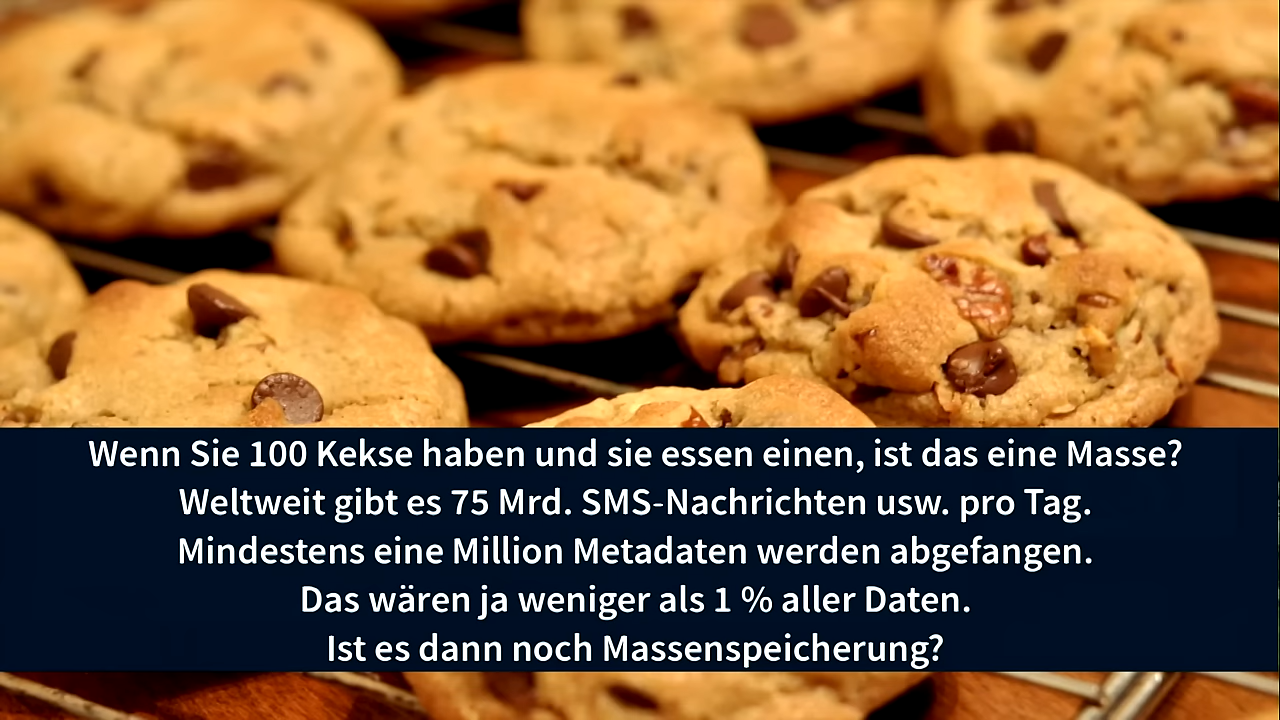 Wenn Sie 100 Kekse haben und sie essen einen, ist das eine Masse?
Weltweit gibt es 75 Mrd. SMS-Nachrichten usw. pro Tag.
Mindestens eine Million Metadaten werden abgefangen.
Das wären ja weniger als 1 % aller Daten.
Ist es dann noch Massenspeicherung?